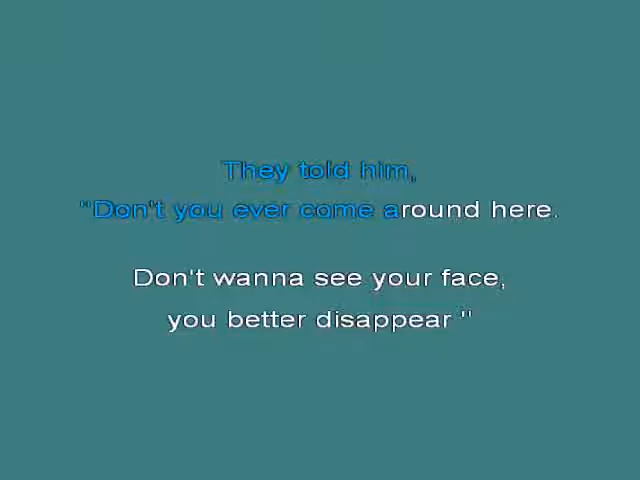 They told him,
"Don't you ever come around here.
Don't wanna see your face,
you better disappear "